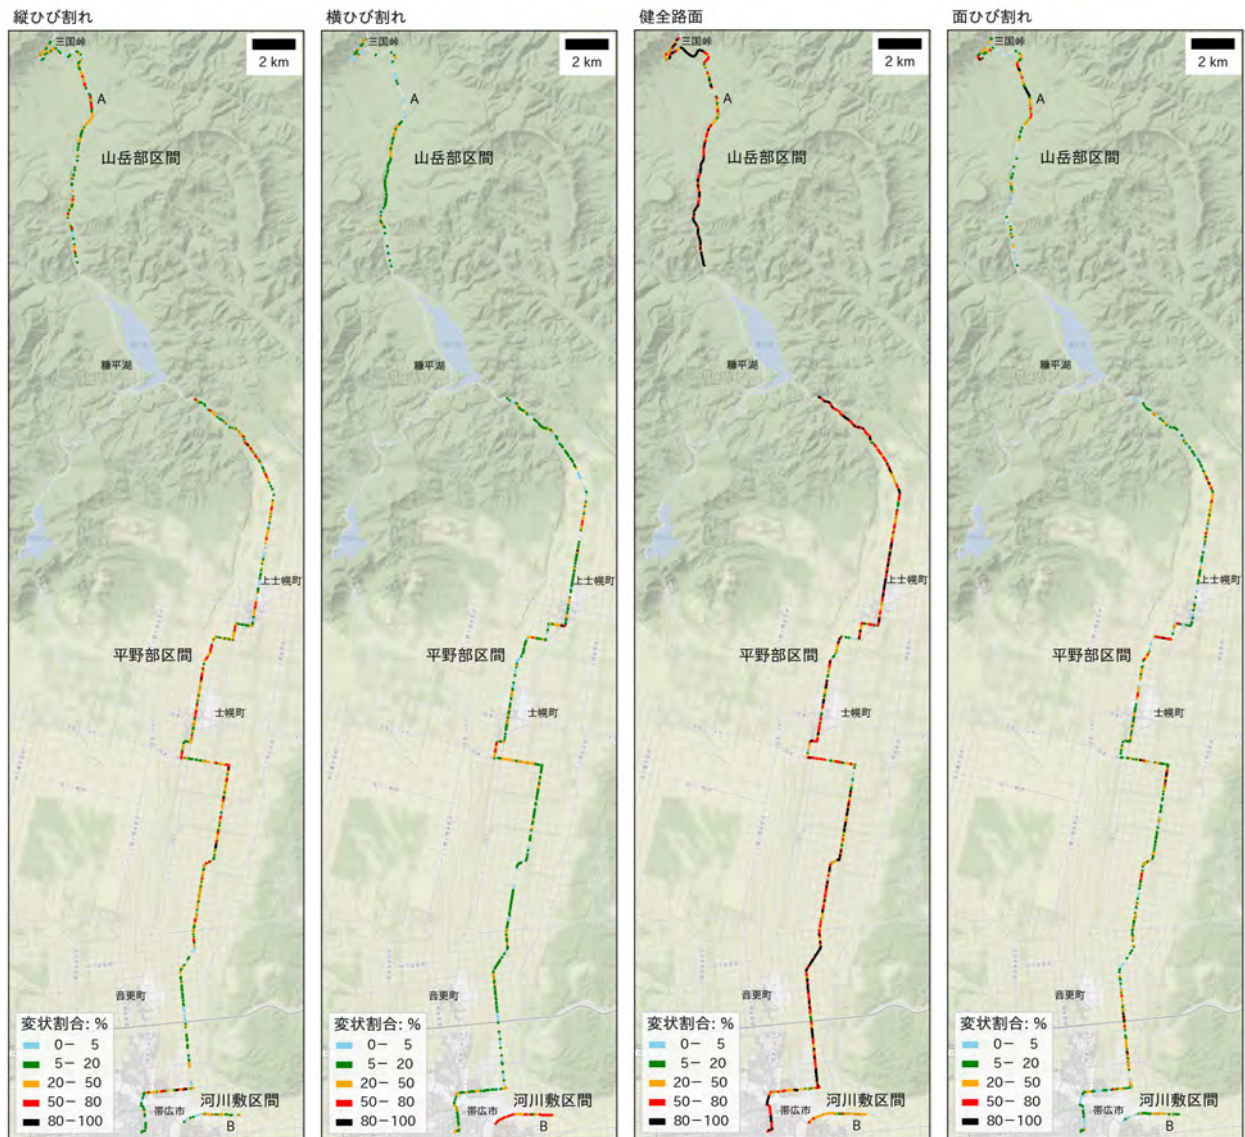 縦ひび割れ
三国峠
2 km
A
山岳部区間
糠平湖
上士幌町
平野部区間
士幌町
音更町
変状割合: %
0− 5
5− 20
20− 50
50− 80
80−100
帯広市
河川敷区間
B
横ひび割れ
三国峠
2 km
A
山岳部区間
糠平湖
上士幌町
平野部区間
士幌町
音更町
変状割合: %
0− 5
5− 20
20− 50
50− 80
80−100
帯広市
河川敷区間
B
健全路面
三国峠
2 km
A
山岳部区間
糠平湖
上士幌町
平野部区間
士幌町
音更町
変状割合: %
0− 5
5− 20
20− 50
50− 80
80−100
帯広市
河川敷区間
B
面ひび割れ
三国峠
2 km
A
山岳部区間
糠平湖
上士幌町
平野部区間
士幌町
音更町
変状割合: %
0− 5
5− 20
20− 50
50− 80
80−100
帯広市
河川敷区間
B